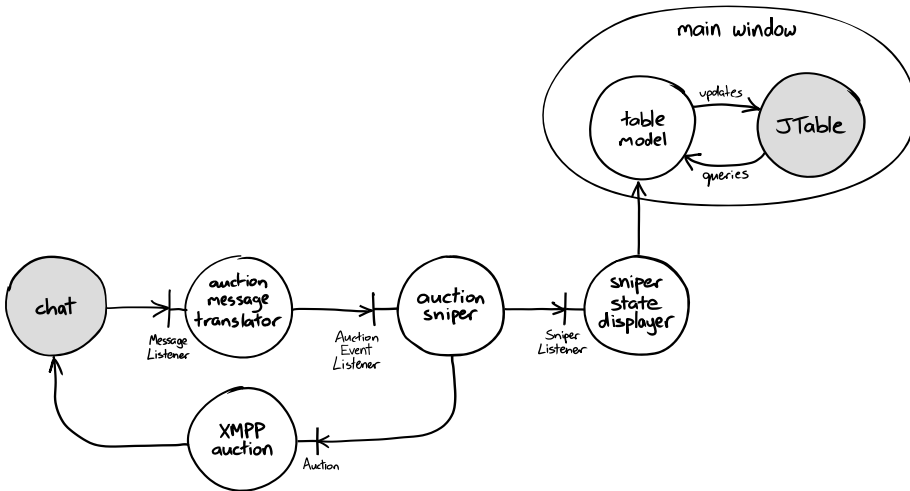 main window
updates
table
model
JTable
queries
chat
Message
Listener
auction
message
translator
Auction
Event
Listener
auction
sniper
Sniper
Listener
sniper
state
displayer
XMPP
auction
Auction